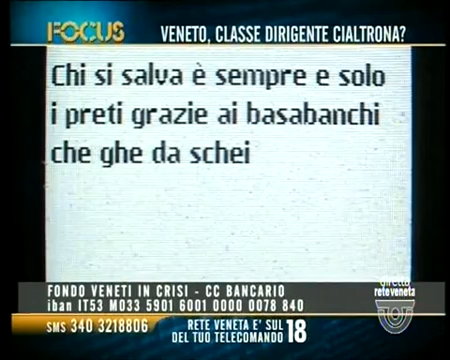 FOCUS
VENETO, CLASSE DIRIGENTE CIALTRONA?
Chi si salva è sempre e solo
i preti grazie ai basabanchi
che ghe da schei
diretta
reteveneta
FONDO VENETI IN CRISI - CC BANCARIO
iban IT53 M033 5901 6001 0000 0078 840
SMS 340 3218806
RETE VENETA E' SUL
DEL TUO TELECOMANDO 18